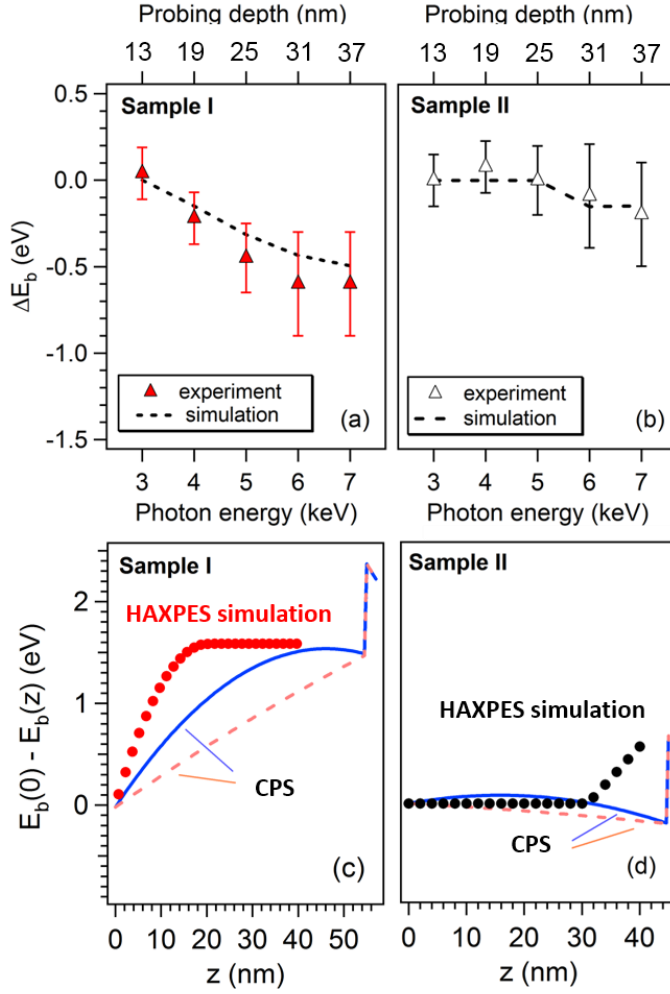 Probing depth (nm) Probing depth (nm)
13 19 25 31 37 13 19 25 31 37
0.5 Sample I Sample II
0.0
-0.5
-1.0
-1.5
ΔE_b (eV)
experiment experiment
simulation (a) simulation (b)
3 4 5 6 7 3 4 5 6 7
Photon energy (keV) Photon energy (keV)
Sample I Sample II
HAXPES simulation
2
1
0
E_b(0) - E_b(z) (eV)
HAXPES simulation
CPS CPS
(c) (d)
0 10 20 30 40 50 0 10 20 30 40
z (nm) z (nm)